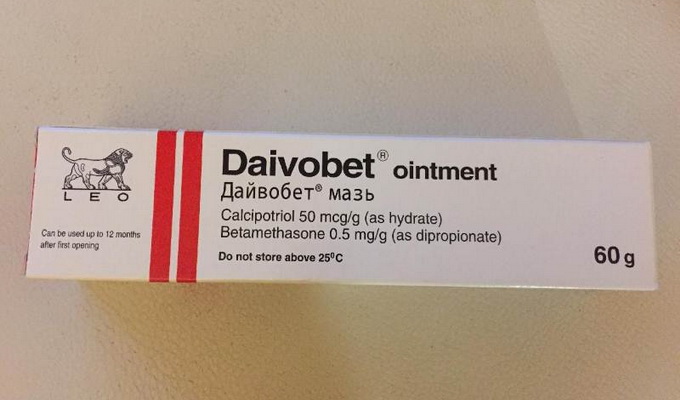 LEO
Can be used up to 12 months
after first opening
Daivobet® ointment
Дайвобет® мазь
Calcipotriol 50 mcg/g (as hydrate)
Betamethasone 0.5 mg/g (as dipropionate)
Do not store above 25⁰C
60 g